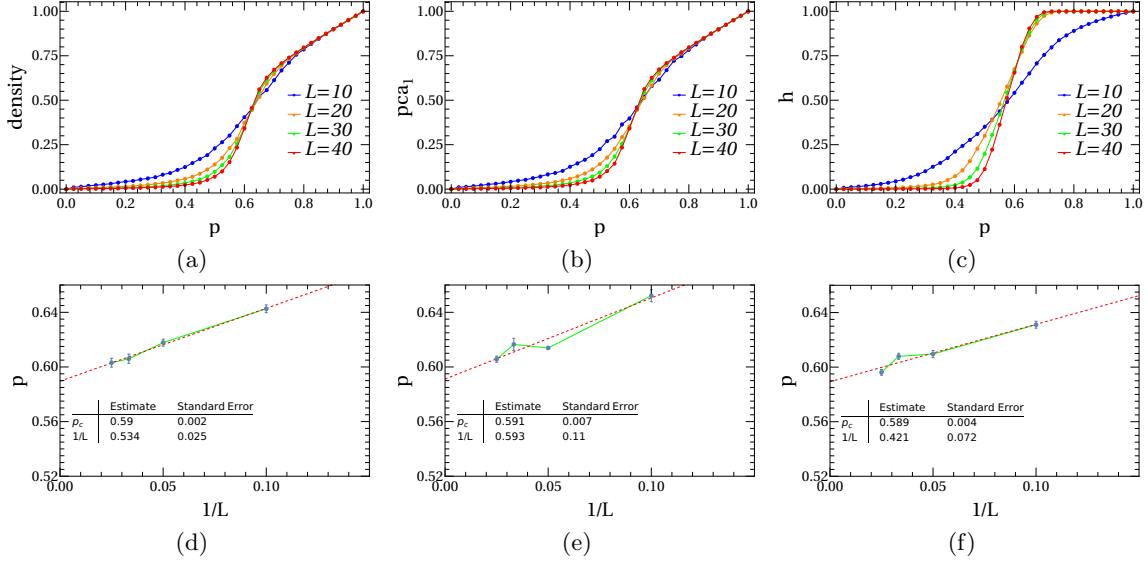 1.00
0.75
0.50
0.25
0.00
density
L=10
L=20
L=30
L=40
0.0 0.2 0.4 0.6 0.8 1.0
p
(a)
1.00
0.75
0.50
0.25
0.00
pca1
L=10
L=20
L=30
L=40
0.0 0.2 0.4 0.6 0.8 1.0
p
(b)
1.00
0.75
0.50
0.25
0.00
h
L=10
L=20
L=30
L=40
0.0 0.2 0.4 0.6 0.8 1.0
p
(c)
0.64
0.60
0.56
0.52
p
Estimate Standard Error
pc 0.59 0.002
1/L 0.534 0.025
0.00 0.05 0.10
1/L
(d)
0.64
0.60
0.56
0.52
p
Estimate Standard Error
pc 0.591 0.007
1/L 0.593 0.11
0.00 0.05 0.10
1/L
(e)
0.64
0.60
0.56
0.52
p
Estimate Standard Error
pc 0.589 0.004
1/L 0.421 0.072
0.00 0.05 0.10
1/L
(f)